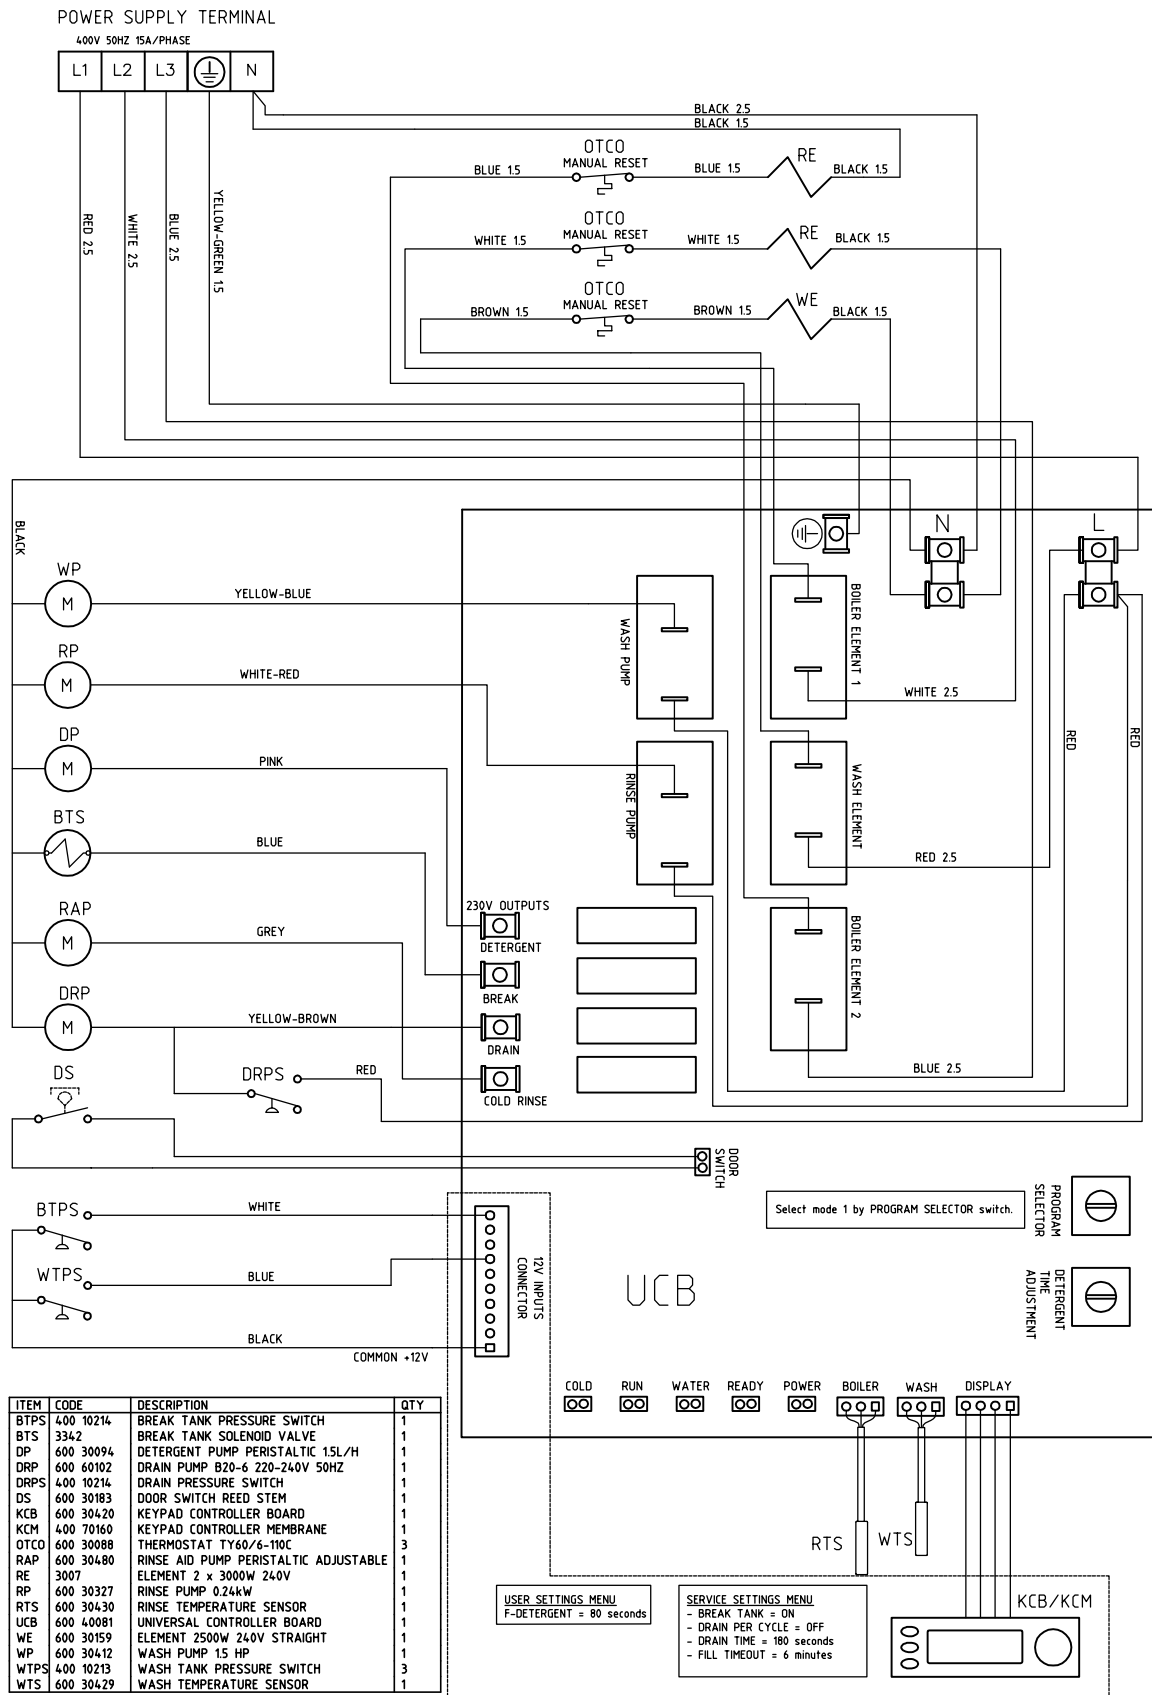 POWER SUPPLY TERMINAL
400V 50HZ 15A/PHASE
L1 L2 L3 N
BLACK 2.5
BLACK 1.5
OTCO
MANUAL RESET
RE
BLUE 1.5
BLUE 1.5
BLACK 1.5
RED 2.5
WHITE 2.5
BLUE 2.5
YELLOW-GREEN 1.5
OTCO
MANUAL RESET
RE
WHITE 1.5
WHITE 1.5
BLACK 1.5
OTCO
MANUAL RESET
WE
BROWN 1.5
BROWN 1.5
BLACK 1.5
BLACK
N
L
WP
M
YELLOW-BLUE
WASH PUMP
BOILER ELEMENT 1
RP
M
WHITE-RED
WHITE 2.5
RED
RED
DP
M
PINK
RINSE PUMP
WASH ELEMENT
BTS
BLUE
RED 2.5
RAP
M
GREY
230V OUTPUTS
DETERGENT
BREAK
DRAIN
COLD RINSE
BOILER ELEMENT 2
DRP
M
YELLOW-BROWN
BLUE 2.5
DS
DRPS
RED
DOOR
SWITCH
BTPS
WHITE
WTPS
BLUE
BLACK
COMMON +12V
12V INPUTS
CONNECTOR
Select mode 1 by PROGRAM SELECTOR switch.
PROGRAM
SELECTOR
UCB
DETERGENT
TIME
ADJUSTMENT
COLD RUN WATER READY POWER BOILER WASH DISPLAY
RTS
WTS
KCB/KCM
ITEM CODE DESCRIPTION QTY
BTPS 400 10214 BREAK TANK PRESSURE SWITCH 1
BTS 3342 BREAK TANK SOLENOID VALVE 1
DP 600 30094 DETERGENT PUMP PERISTALTIC 1.5L/H 1
DRP 600 60102 DRAIN PUMP B20-6 220-240V 50HZ 1
DRPS 400 10214 DRAIN PRESSURE SWITCH 1
DS 600 30183 DOOR SWITCH REED STEM 1
KCB 600 30420 KEYPAD CONTROLLER BOARD 1
KCM 400 70160 KEYPAD CONTROLLER MEMBRANE 1
OTCO 600 30088 THERMOSTAT TY60/6-110C 3
RAP 600 30480 RINSE AID PUMP PERISTALTIC ADJUSTABLE 1
RE 3007 ELEMENT 2 x 3000W 240V 1
RP 600 30327 RINSE PUMP 0.24kW 1
RTS 600 30430 RINSE TEMPERATURE SENSOR 1
UCB 600 40081 UNIVERSAL CONTROLLER BOARD 1
WE 600 30159 ELEMENT 2500W 240V STRAIGHT 1
WP 600 30412 WASH PUMP 1.5 HP 1
WTPS 400 10213 WASH TANK PRESSURE SWITCH 3
WTS 600 30429 WASH TEMPERATURE SENSOR 1
USER SETTINGS MENU
F-DETERGENT = 80 seconds
SERVICE SETTINGS MENU
- BREAK TANK = ON
- DRAIN PER CYCLE = OFF
- DRAIN TIME = 180 seconds
- FILL TIMEOUT = 6 minutes